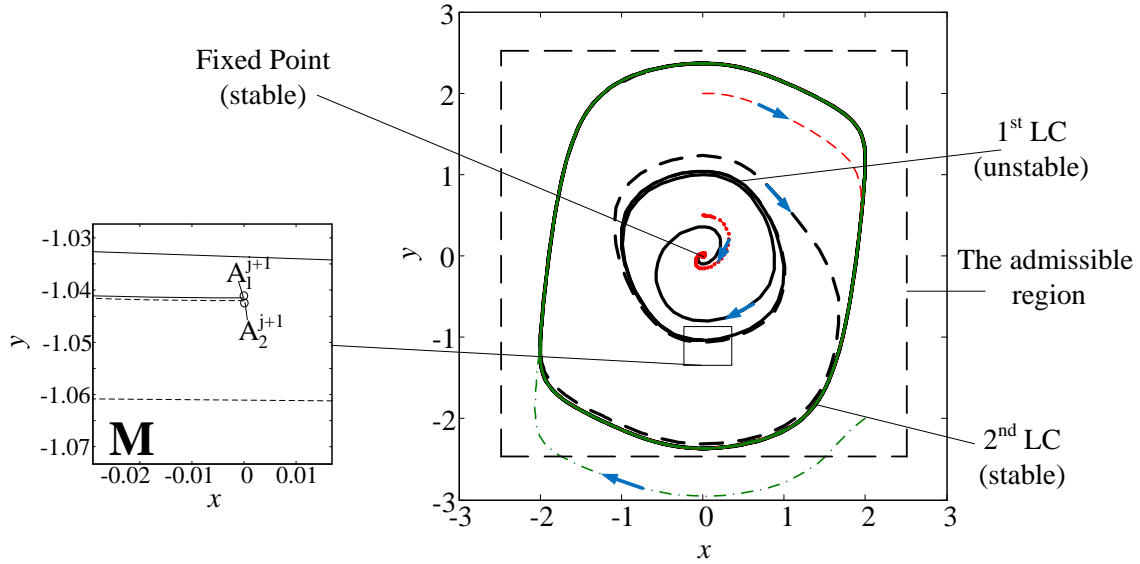 Fixed Point
(stable)
3
2
1
0
-1
-2
-3
y
-3
-2
-1
0
1
2
3
x
1st LC
(unstable)
The admissible
region
2nd LC
(stable)
-1.03
-1.04
-1.05
-1.06
-1.07
y
A1j+1
A2j+1
M
-0.02
-0.01
0
0.01
x